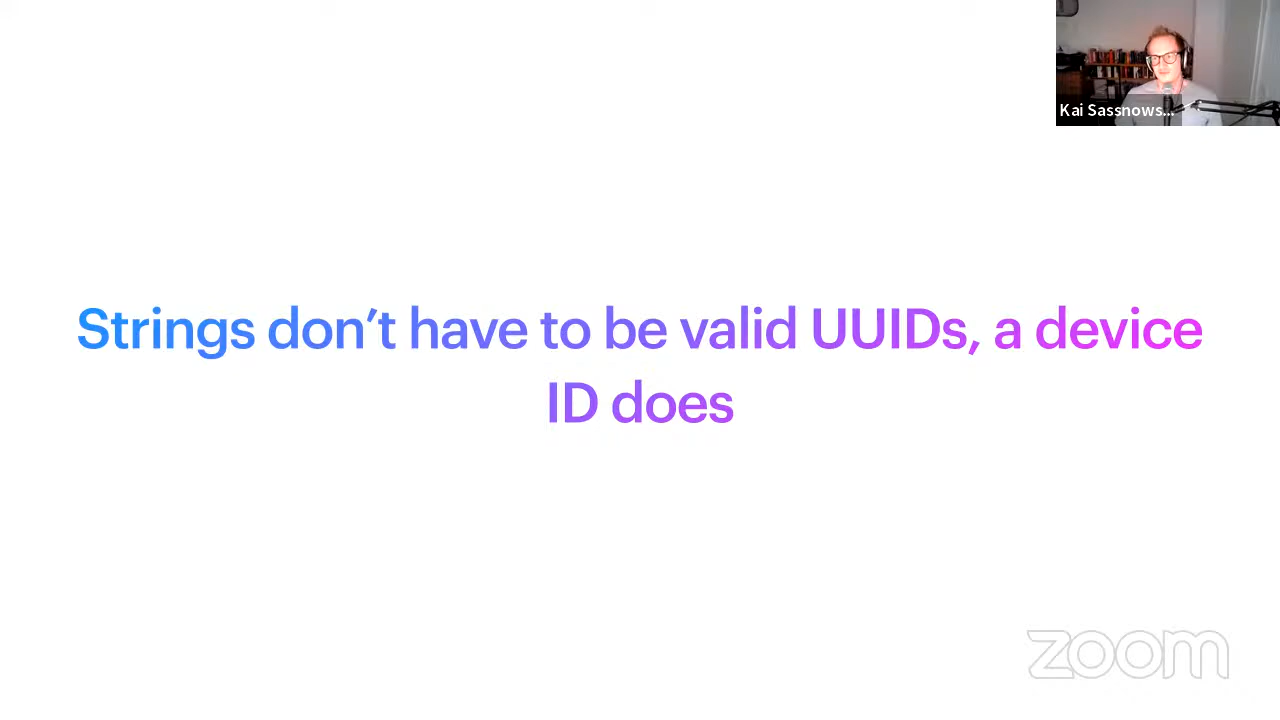 Kai Sassnows...
Strings don’t have to be valid UUIDs, a device
ID does
zoom